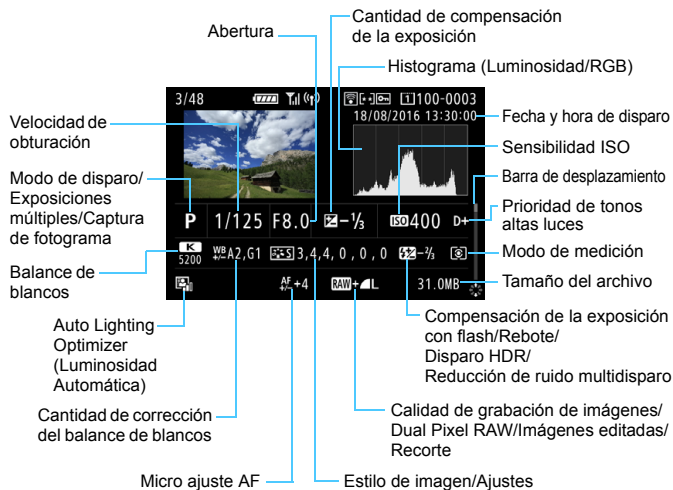 Cantidad de compensación
de la exposición
Abertura
Histograma (Luminosidad/RGB)
3/48
1 100-0003
18/08/2016 13:30:00
Fecha y hora de disparo
Velocidad de
obturación
Sensibilidad ISO
Modo de disparo/
Exposiciones
múltiples/Captura
de fotograma
Barra de desplazamiento
P 1/125 F8.0 -⅓ ISO 400 D+
Prioridad de tonos
altas luces
K
5200
WB +/- A2,G1 S 3,4,4, 0 , 0 , 0 -⅔
Modo de medición
Balance de
blancos
AF +/- +4 RAW+ L 31.0MB
Tamaño del archivo
Auto Lighting
Optimizer
(Luminosidad
Automática)
Compensación de la exposición
con flash/Rebote/
Disparo HDR/
Reducción de ruido multidisparo
Cantidad de corrección
del balance de blancos
Calidad de grabación de imágenes/
Dual Pixel RAW/Imágenes editadas/
Recorte
Micro ajuste AF
Estilo de imagen/Ajustes